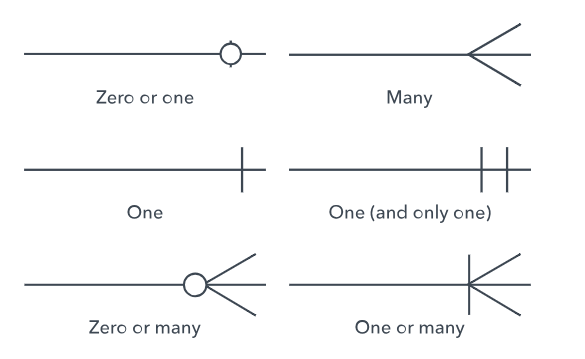 Zero or one
Many
One
One (and only one)
Zero or many
One or many